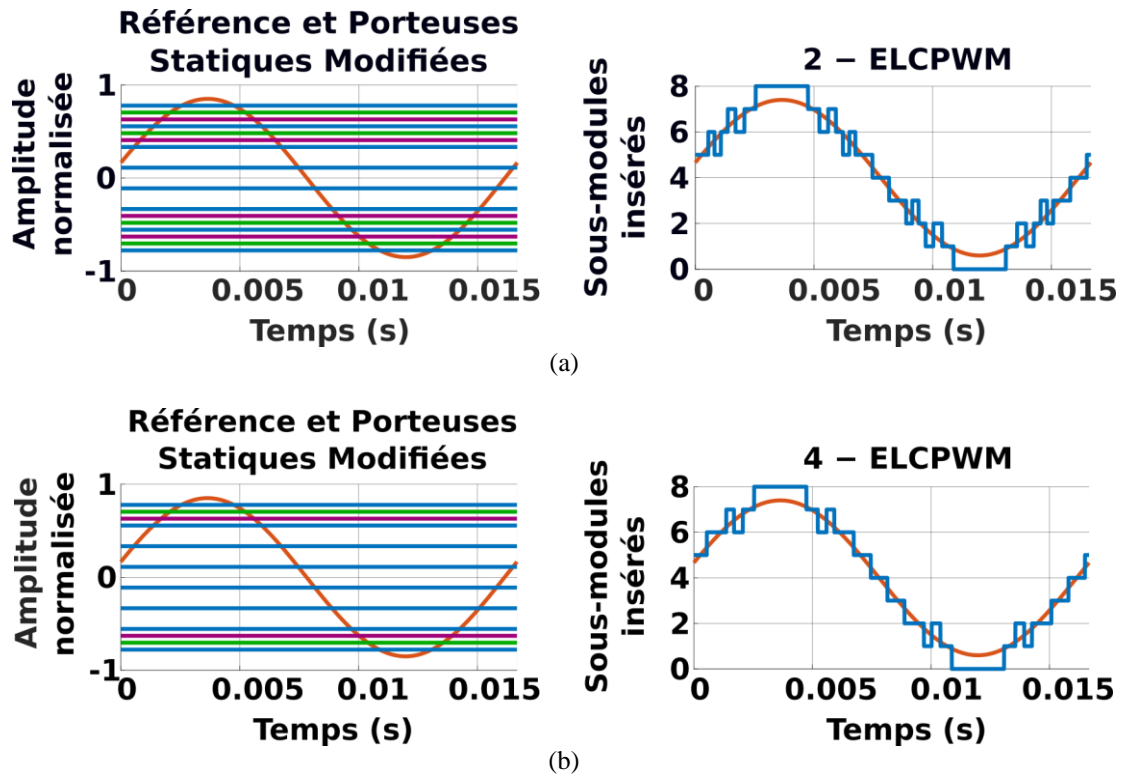 Référence et Porteuses
Statiques Modifiées
Amplitude
normalisée
1
0
-1
0
0.005
0.01
0.015
Temps (s)
2 − ELCPWM
Sous-modules
insérés
8
6
4
2
0
0
0.005
0.01
0.015
Temps (s)
(a)
Référence et Porteuses
Statiques Modifiées
Amplitude
normalisée
1
0
-1
0
0.005
0.01
0.015
Temps (s)
4 − ELCPWM
Sous-modules
insérés
8
6
4
2
0
0
0.005
0.01
0.015
Temps (s)
(b)